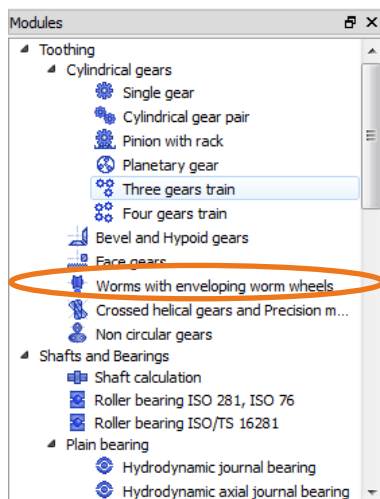 Modules
Toothing
Cylindrical gears
Single gear
Cylindrical gear pair
Pinion with rack
Planetary gear
Three gears train
Four gears train
Bevel and Hypoid gears
Face gears
Worms with enveloping worm wheels
Crossed helical gears and Precision m...
Non circular gears
Shafts and Bearings
Shaft calculation
Roller bearing ISO 281, ISO 76
Roller bearing ISO/TS 16281
Plain bearing
Hydrodynamic journal bearing
Hydrodynamic axial journal bearing